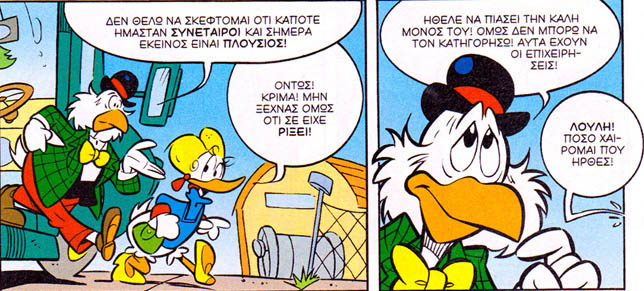 ΔΕΝ ΘΕΛΩ ΝΑ ΣΚΕΦΤΟΜΑΙ ΟΤΙ ΚΑΠΟΤΕ
ΗΜΑΣΤΑΝ ΣΥΝΕΤΑΙΡΟΙ ΚΑΙ ΣΗΜΕΡΑ
ΕΚΕΙΝΟΣ ΕΙΝΑΙ ΠΛΟΥΣΙΟΣ!
ΟΝΤΩΣ!
ΚΡΙΜΑ! ΜΗΝ
ΞΕΧΝΑΣ ΟΜΩΣ
ΟΤΙ ΣΕ ΕΙΧΕ
ΡΙΞΕΙ!
ΗΘΕΛΕ ΝΑ ΠΙΑΣΕΙ ΤΗΝ ΚΑΛΗ
ΜΟΝΟΣ ΤΟΥ! ΟΜΩΣ ΔΕΝ ΜΠΟΡΩ ΝΑ
ΤΟΝ ΚΑΤΗΓΟΡΗΣΩ! ΑΥΤΑ ΕΧΟΥΝ
ΟΙ ΕΠΙΧΕΙΡΗ-
ΣΕΙΣ!
ΛΟΥΛΗ!
ΠΟΣΟ ΧΑΙ-
ΡΟΜΑΙ ΠΟΥ
ΗΡΘΕΣ!